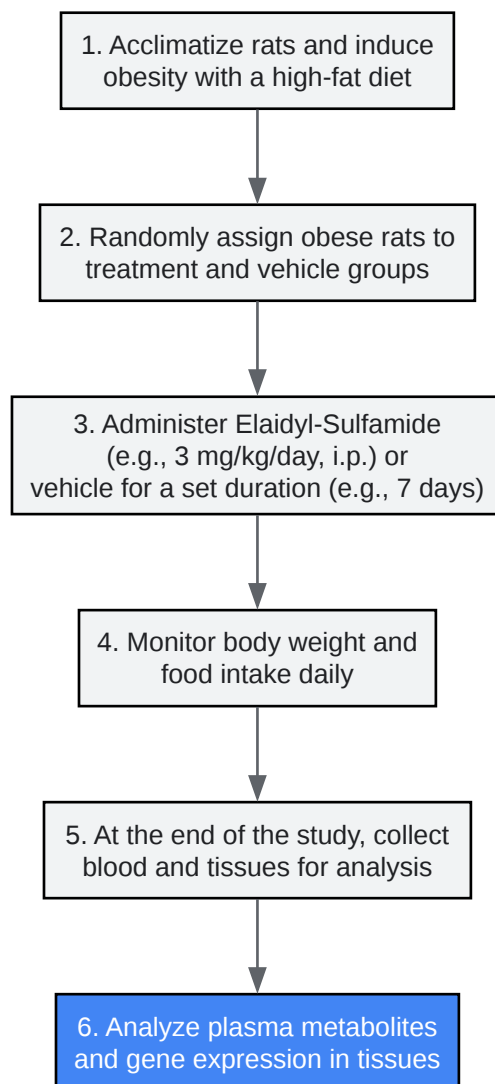 1. Acclimatize rats and induce
obesity with a high-fat diet
2. Randomly assign obese rats to
treatment and vehicle groups
3. Administer Elaidyl-Sulfamide
(e.g., 3 mg/kg/day, i.p.) or
vehicle for a set duration (e.g., 7 days)
4. Monitor body weight and
food intake daily
5. At the end of the study, collect
blood and tissues for analysis
6. Analyze plasma metabolites
and gene expression in tissues